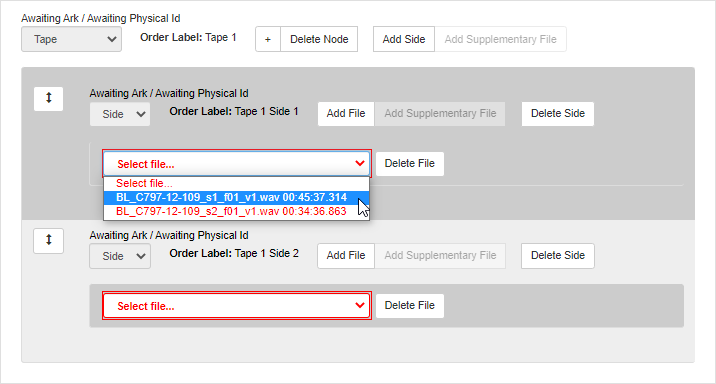 Awaiting Ark / Awaiting Physical Id
Tape Order Label: Tape 1 + Delete Node Add Side Add Supplementary File
Awaiting Ark / Awaiting Physical Id
Side Order Label: Tape 1 Side 1 Add File Add Supplementary File Delete Side
Select file... Delete File
Select file...
BL_C797-12-109_s1_f01_v1.wav 00:45:37.314
BL_C797-12-109_s2_f01_v1.wav 00:34:36.863
Awaiting Ark / Awaiting Physical Id
Side Order Label: Tape 1 Side 2 Add File Add Supplementary File Delete Side
Select file... Delete File